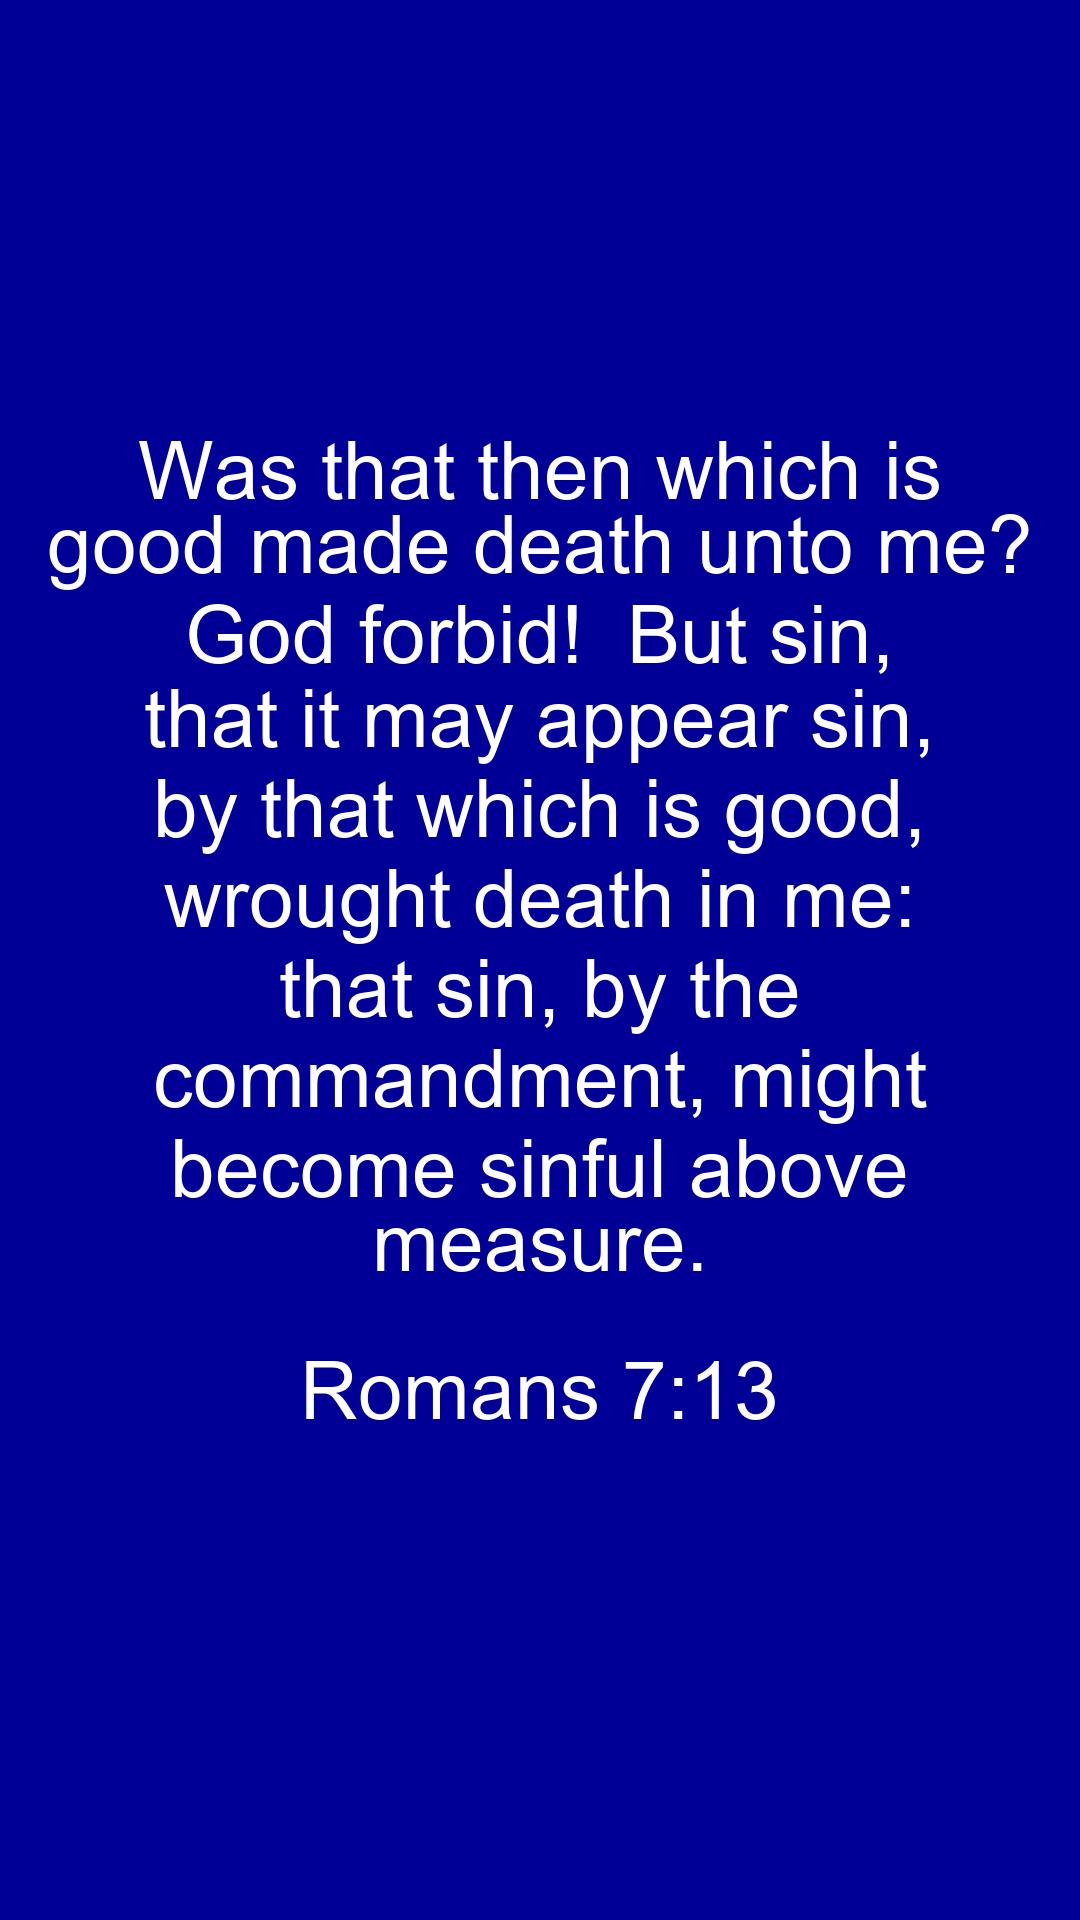 Was that then which is
good made death unto me?
God forbid!  But sin,
that it may appear sin,
by that which is good,
wrought death in me:
that sin, by the
commandment, might
become sinful above
measure.
Romans 7:13